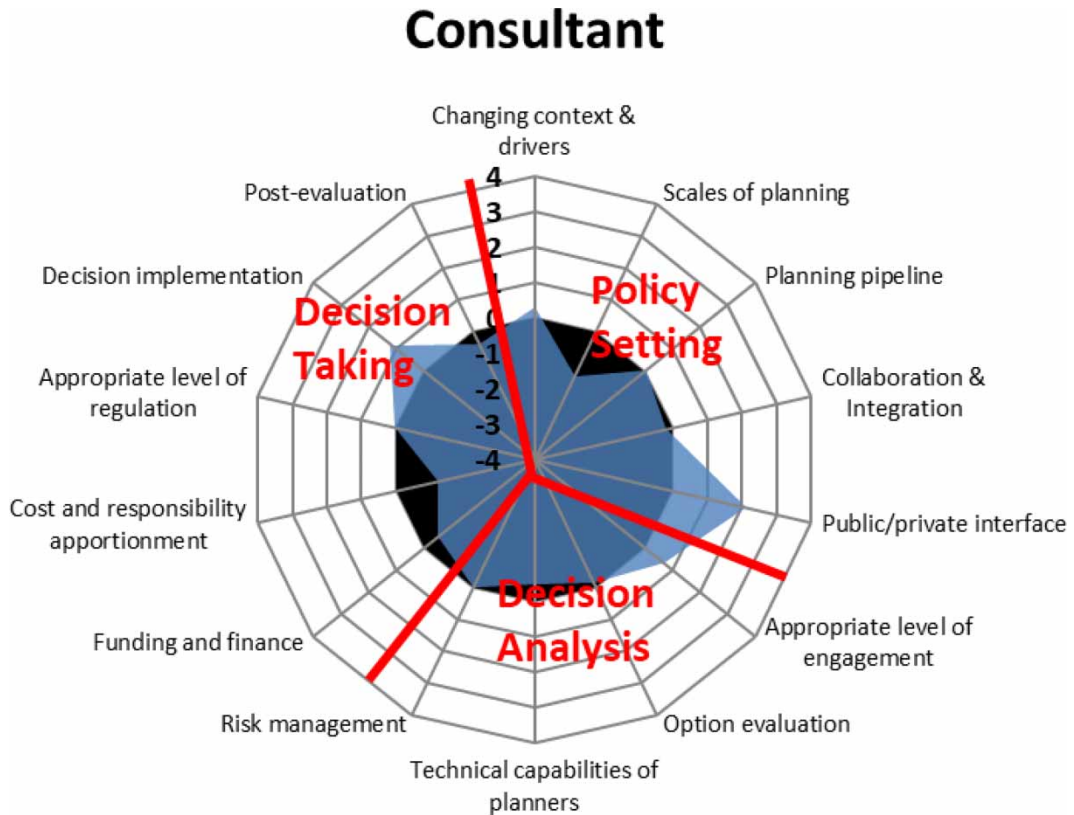 Consultant
Changing context &
drivers
Post-evaluation
Scales of planning
Decision implementation
Planning pipeline
Appropriate level of
regulation
Collaboration &
Integration
Cost and responsibility
apportionment
Public/private interface
Funding and finance
Appropriate level of
engagement
Risk management
Option evaluation
Technical capabilities of
planners
4
3
2
1
0
-1
-2
-3
-4
Decision
Taking
Policy
Setting
Decision
Analysis